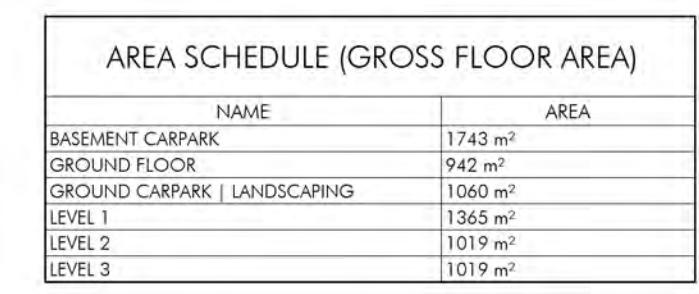 AREA SCHEDULE (GROSS FLOOR AREA)
NAME AREA
BASEMENT CARPARK 1743 m²
GROUND FLOOR 942 m²
GROUND CARPARK | LANDSCAPING 1060 m²
LEVEL 1 1365 m²
LEVEL 2 1019 m²
LEVEL 3 1019 m²